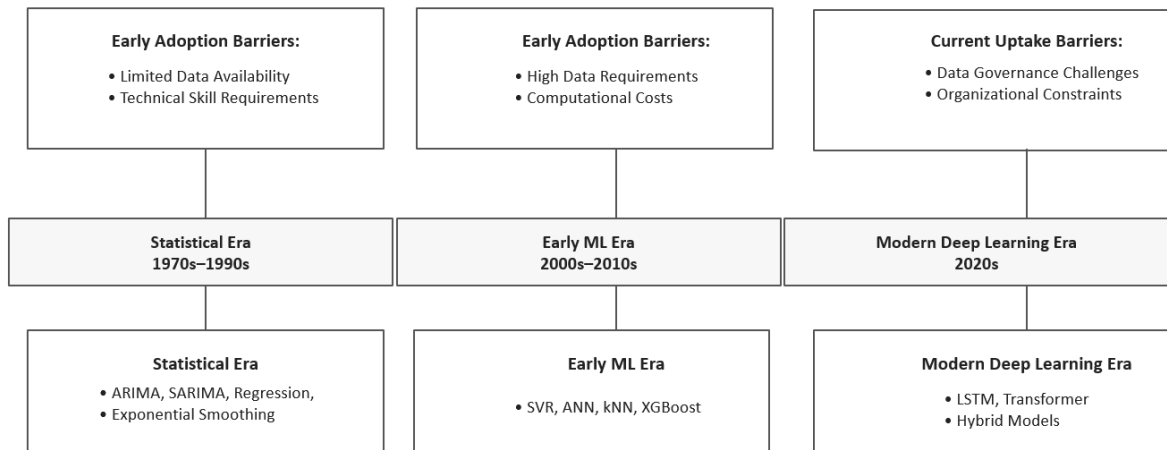 Early Adoption Barriers:
• Limited Data Availability
• Technical Skill Requirements
Early Adoption Barriers:
• High Data Requirements
• Computational Costs
Current Uptake Barriers:
• Data Governance Challenges
• Organizational Constraints
Statistical Era
1970s–1990s
Early ML Era
2000s–2010s
Modern Deep Learning Era
2020s
Statistical Era
• ARIMA, SARIMA, Regression,
• Exponential Smoothing
Early ML Era
• SVR, ANN, kNN, XGBoost
Modern Deep Learning Era
• LSTM, Transformer
• Hybrid Models